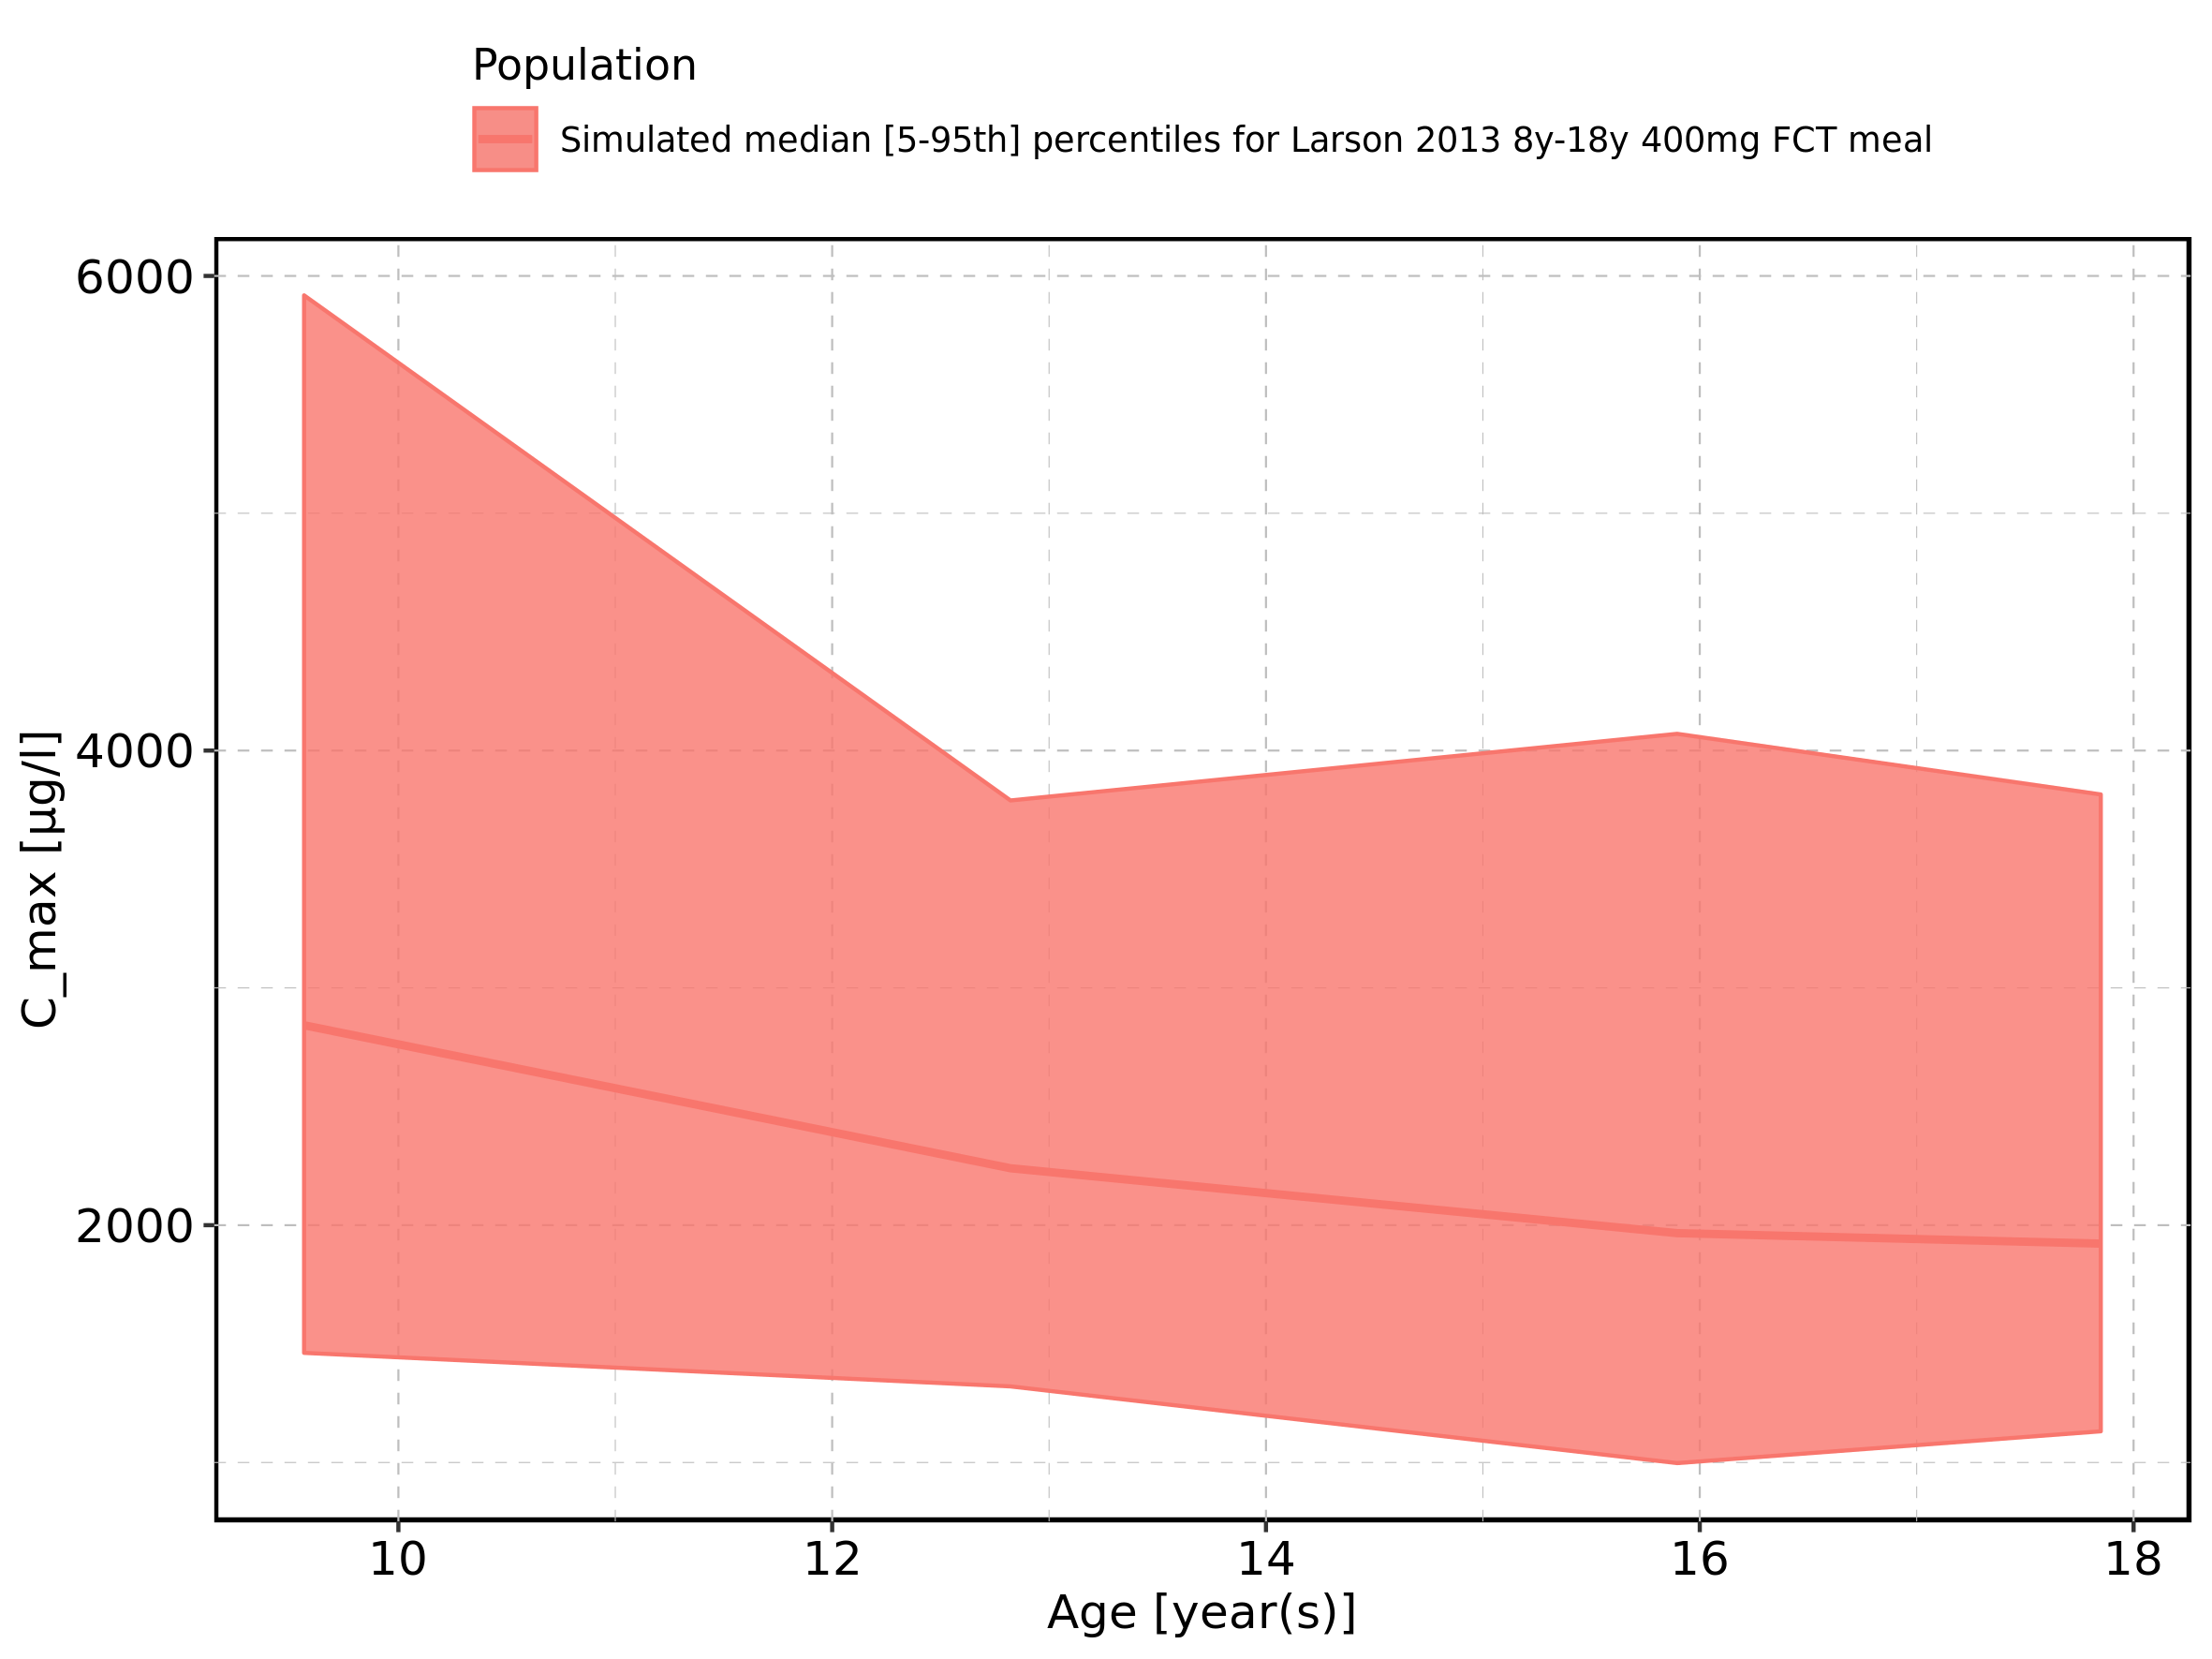 Population
Simulated median [5-95th] percentiles for Larson 2013 8y-18y 400mg FCT meal
6000
4000
2000
C_max [µg/l]
10 12 14 16 18
Age [year(s)]